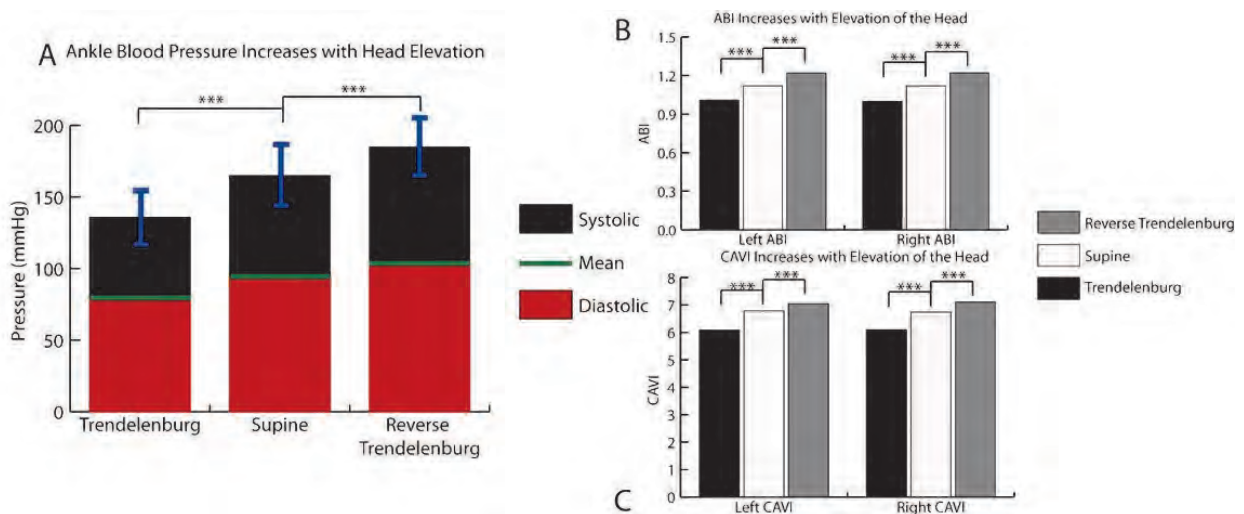 A Ankle Blood Pressure Increases with Head Elevation
***
***
Pressure (mmHg)
200
150
100
50
0
Trendelenburg
Supine
Reverse
Trendelenburg
Systolic
Mean
Diastolic
B
ABI Increases with Elevation of the Head
***
***
***
***
ABI
1.5
1.2
0.9
0.6
0.3
0.0
Left ABI
Right ABI
CAVI Increases with Elevation of the Head
***
***
***
***
CAVI
8
7
6
5
4
3
2
1
0
C
Left CAVI
Right CAVI
Reverse Trendelenburg
Supine
Trendelenburg